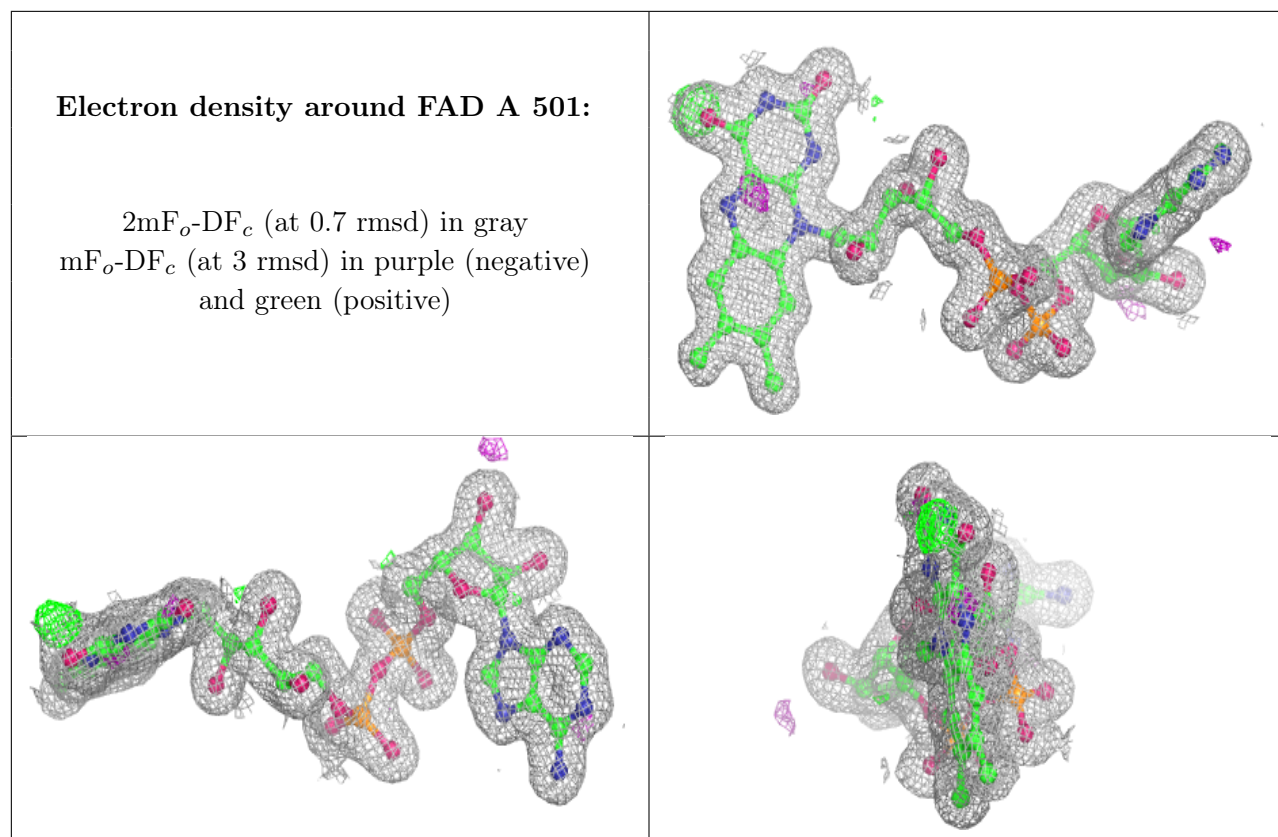 Electron density around FAD A 501:
2mFo-DFc (at 0.7 rmsd) in gray
mFo-DFc (at 3 rmsd) in purple (negative)
and green (positive)